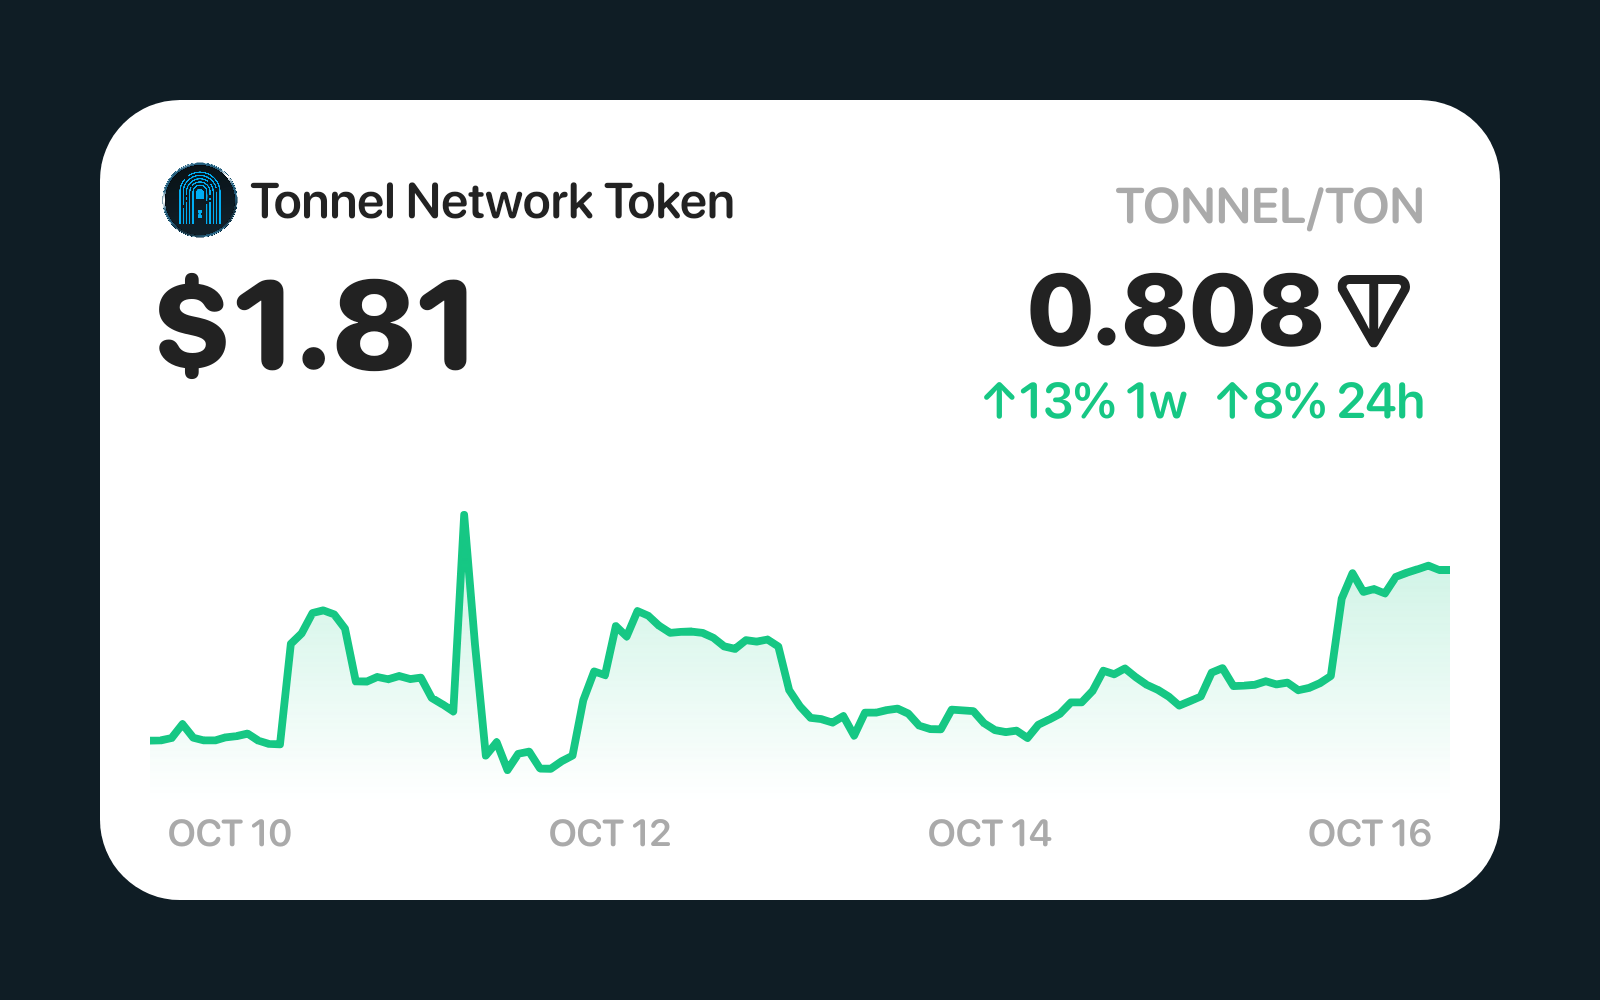 Tonnel Network Token
TONNEL/TON
$1.81
0.808
↑13% 1w ↑8% 24h
OCT 10 OCT 12 OCT 14 OCT 16